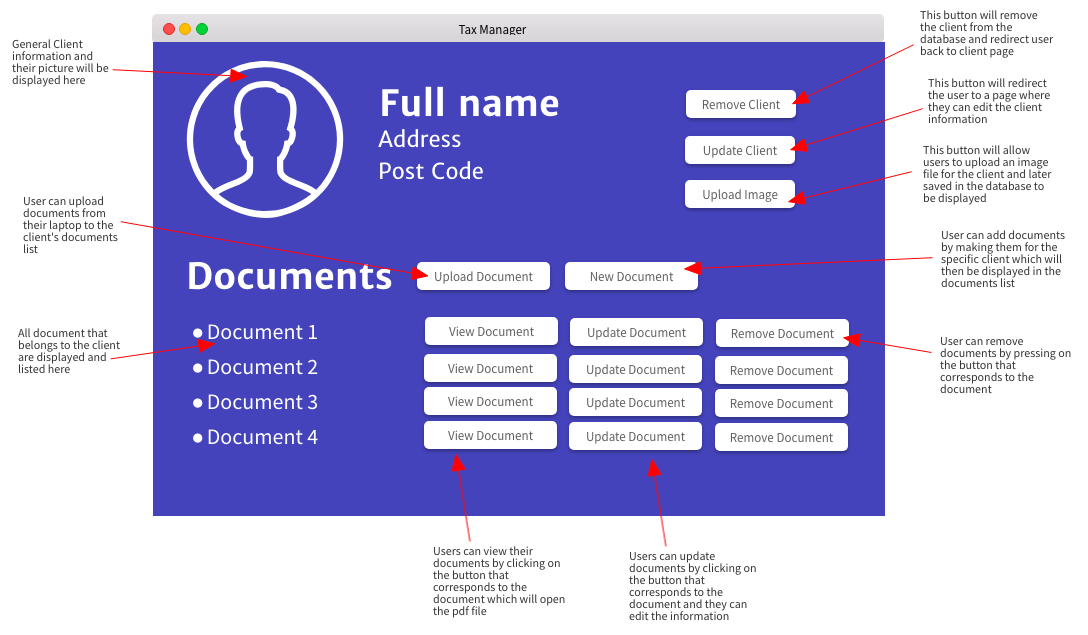 Tax Manager
General Client
information and
their picture will be
displayed here
Full name
Address
Post Code
Remove Client
Update Client
Upload Image
This button will remove
the client from the
database and redirect user
back to client page
This button will redirect
the user to a page where
they can edit the client
information
This button will allow
users to upload an image
file for the client and later
saved in the database to
be displayed
User can upload
documents from
their laptop to the
client's documents
list
Documents
Upload Document
New Document
User can add documents
by making them for the
specific client which will
then be displayed in the
documents list
All document that
belongs to the client
are displayed and
listed here
Document 1
View Document
Update Document
Remove Document
Document 2
View Document
Update Document
Remove Document
Document 3
View Document
Update Document
Remove Document
Document 4
View Document
Update Document
Remove Document
User can remove
documents by pressing on
the button that
corresponds to the
document
Users can view their
documents by clicking on
the button that
corresponds to the
document which will open
the pdf file
Users can update
documents by clicking on
the button that
corresponds to the
document and they can
edit the information